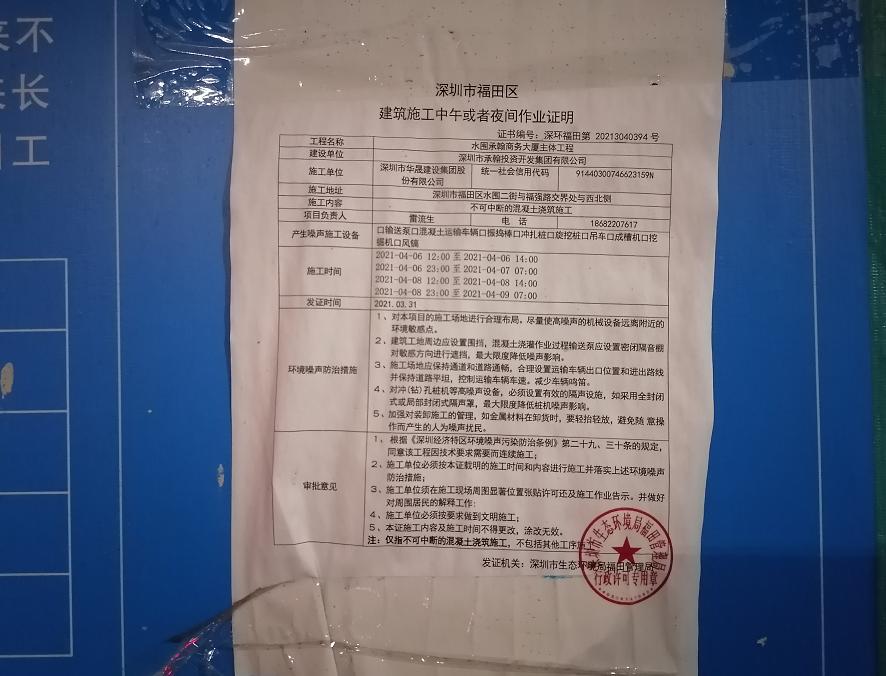 来不
来长
工
深圳市福田区
建筑施工中午或者夜间作业证明
证书编号：深环福田第 20213040394 号
工程名称 水围承翰商务大厦主体工程
建设单位 深圳市承翰投资开发集团有限公司
施工单位 深圳市华晟建设集团股份有限公司 统一社会信用代码 91440300746623159N
施工地址 深圳市福田区水围二街与福强路交界处与西北侧
施工内容 不可中断的混凝土浇筑施工
项目负责人 雷流生 电 话 18682207617
产生噪声施工设备 口输送泵口混凝土运输车辆口振捣棒口冲孔桩口旋挖桩口吊车口成槽机口挖
掘机口风镐
施工时间
2021-04-06 12:00 至 2021-04-06 14:00
2021-04-06 23:00 至 2021-04-07 07:00
2021-04-08 12:00 至 2021-04-08 14:00
2021-04-08 23:00 至 2021-04-09 07:00
发证时间 2021.03.31
环境噪声防治措施
1、对本项目的施工场地进行合理布局，尽量使高噪声的机械设备远离附近的
环境敏感点。
2、建筑工地周边应设置围挡，混凝土浇灌作业过程输送泵应设置密闭隔音棚
对敏感方向进行遮挡，最大限度降低噪声影响。
3、施工场地应保持通道和道路通畅，合理设置运输车辆出口位置和进出路线
并保持道路平坦，控制运输车辆车速。减少车辆鸣笛。
4、对冲(钻)孔桩机等高噪声设备，必须设置有效的隔声设施，如采用全封闭
式或局部封闭式隔声罩，最大限度降低桩机噪声影响。
5、加强对装卸施工的管理，如金属材料在卸货时，要轻抬轻放，避免随 意操
作而产生的人为噪声扰民。
审批意见
1、根据《深圳经济特区环境噪声污染防治条例》第二十九、三十条的规定，
同意该工程因技术要求需要而连续施工；
2、施工单位必须按本证载明的施工时间和内容进行施工并落实上述环境噪声
防治措施；
3、施工单位须在施工现场周围显著位置张贴许可还及施工作业告示。并做好
对周围居民的解释工作：
4、施工单位必须按要求做到文明施工；
5、本证施工内容及施工时间不得更改，涂改无效。
注：仅指不可中断的混凝土浇筑施工，不包括其他工序施
发证机关：深圳市生态环境局福田管理局
深圳市生态环境局福田管理局
行政许可专用章